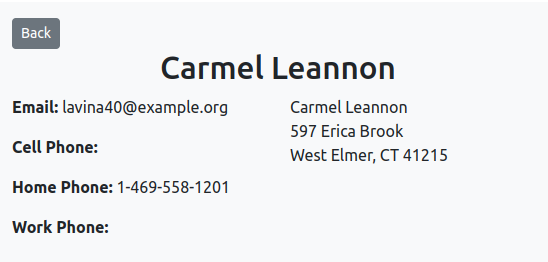 Back
Carmel Leannon
Email: lavina40@example.org
Cell Phone:
Home Phone: 1-469-558-1201
Work Phone:
Carmel Leannon
597 Erica Brook
West Elmer, CT 41215